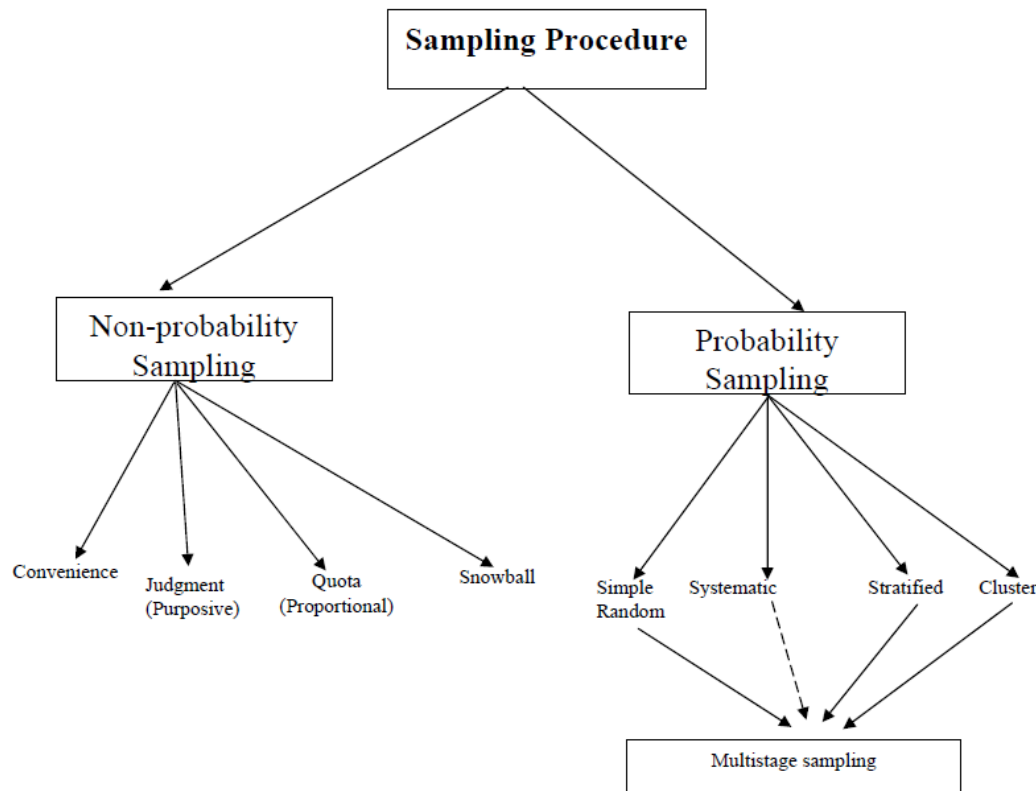 Sampling Procedure
Non-probability
Sampling
Probability
Sampling
Convenience
Judgment
(Purposive)
Quota
(Proportional)
Snowball
Simple
Random
Systematic
Stratified
Cluster
Multistage sampling